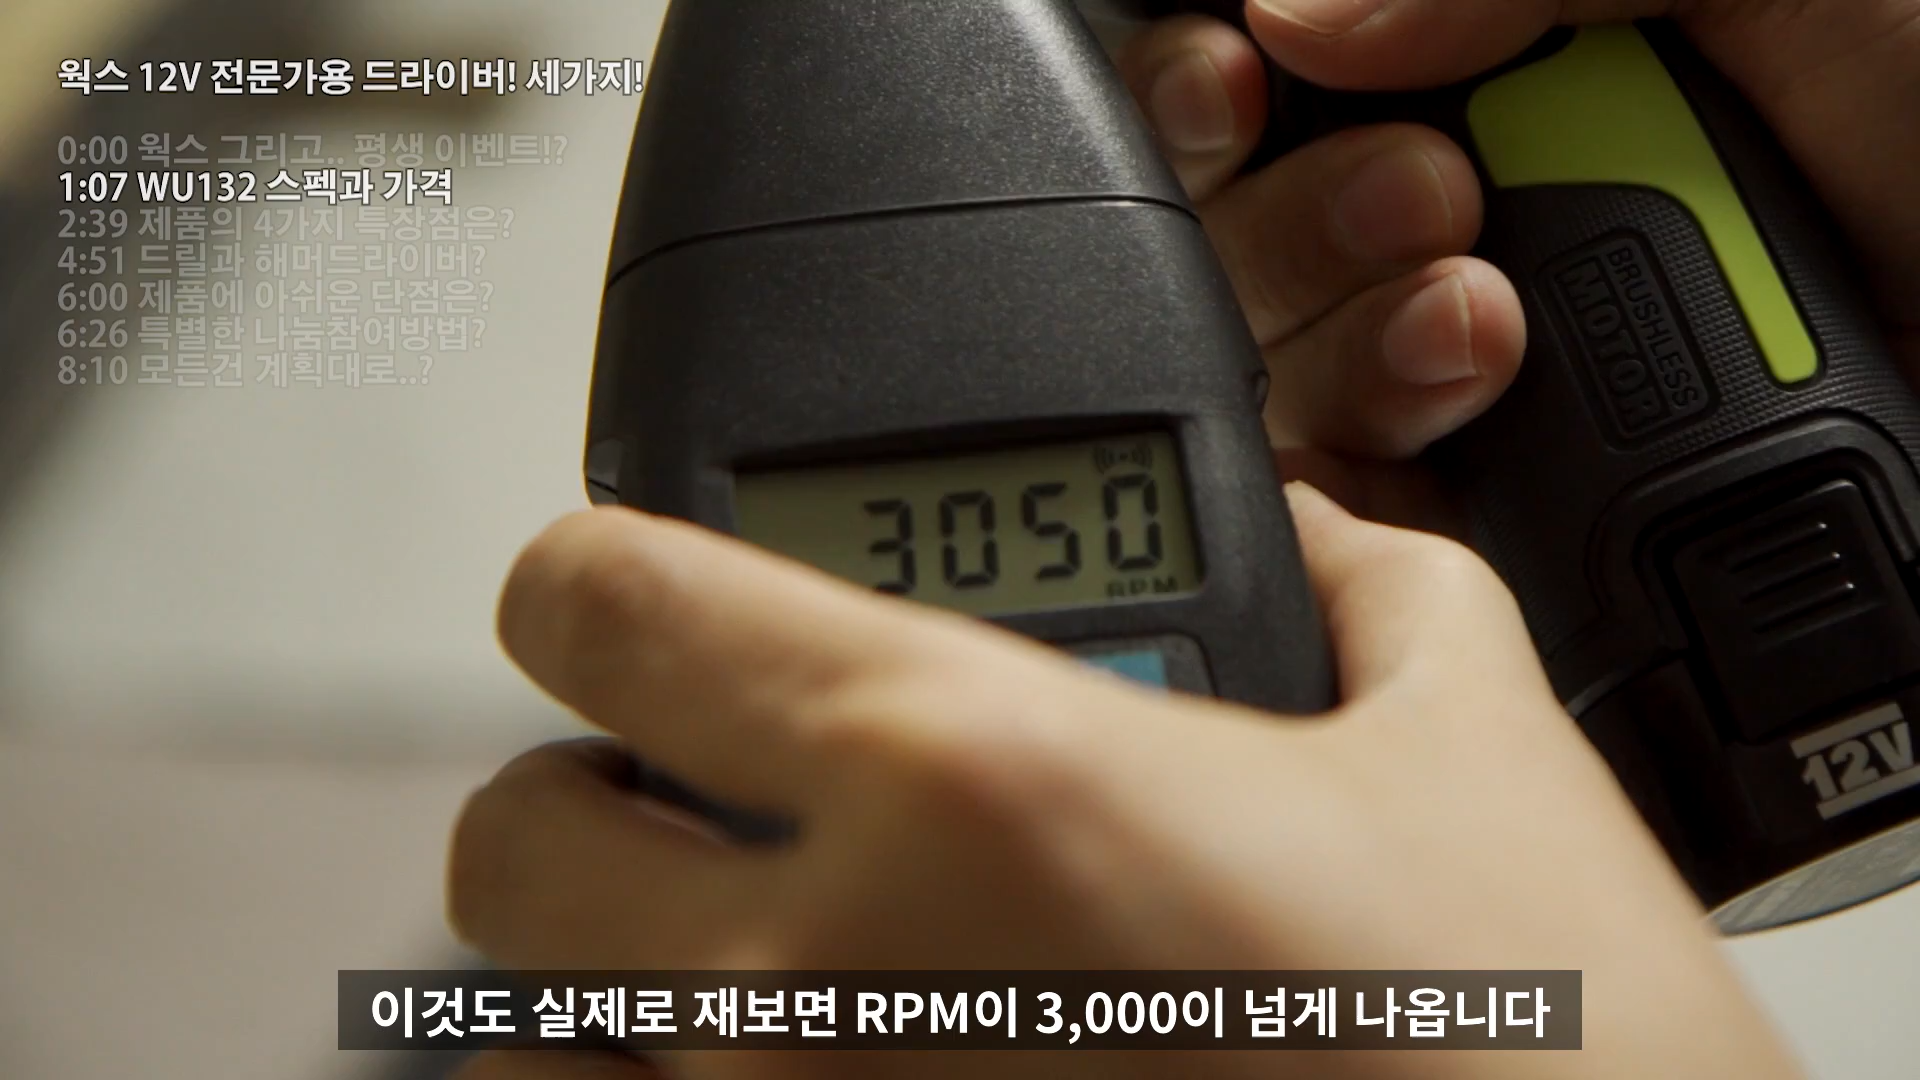 웍스 12V 전문가용 드라이버! 세가지!
0:00 웍스 그리고.. 평생 이벤트!?
1:07 WU132 스펙과 가격
2:39 제품의 4가지 특장점은?
4:51 드릴과 해머드라이버?
6:00 제품에 아쉬운 단점은?
6:26 특별한 나눔참여방법?
8:10 모든건 계획대로..?
BRUSHLESS
MOTOR
3050
RPM
12V
이것도 실제로 재보면 RPM이 3,000이 넘게 나옵니다